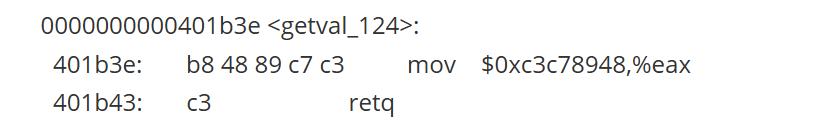 0000000000401b3e <getval_124>:
401b3e: b8 48 89 c7 c3 mov $0xc3c78948,%eax
401b43: c3 retq